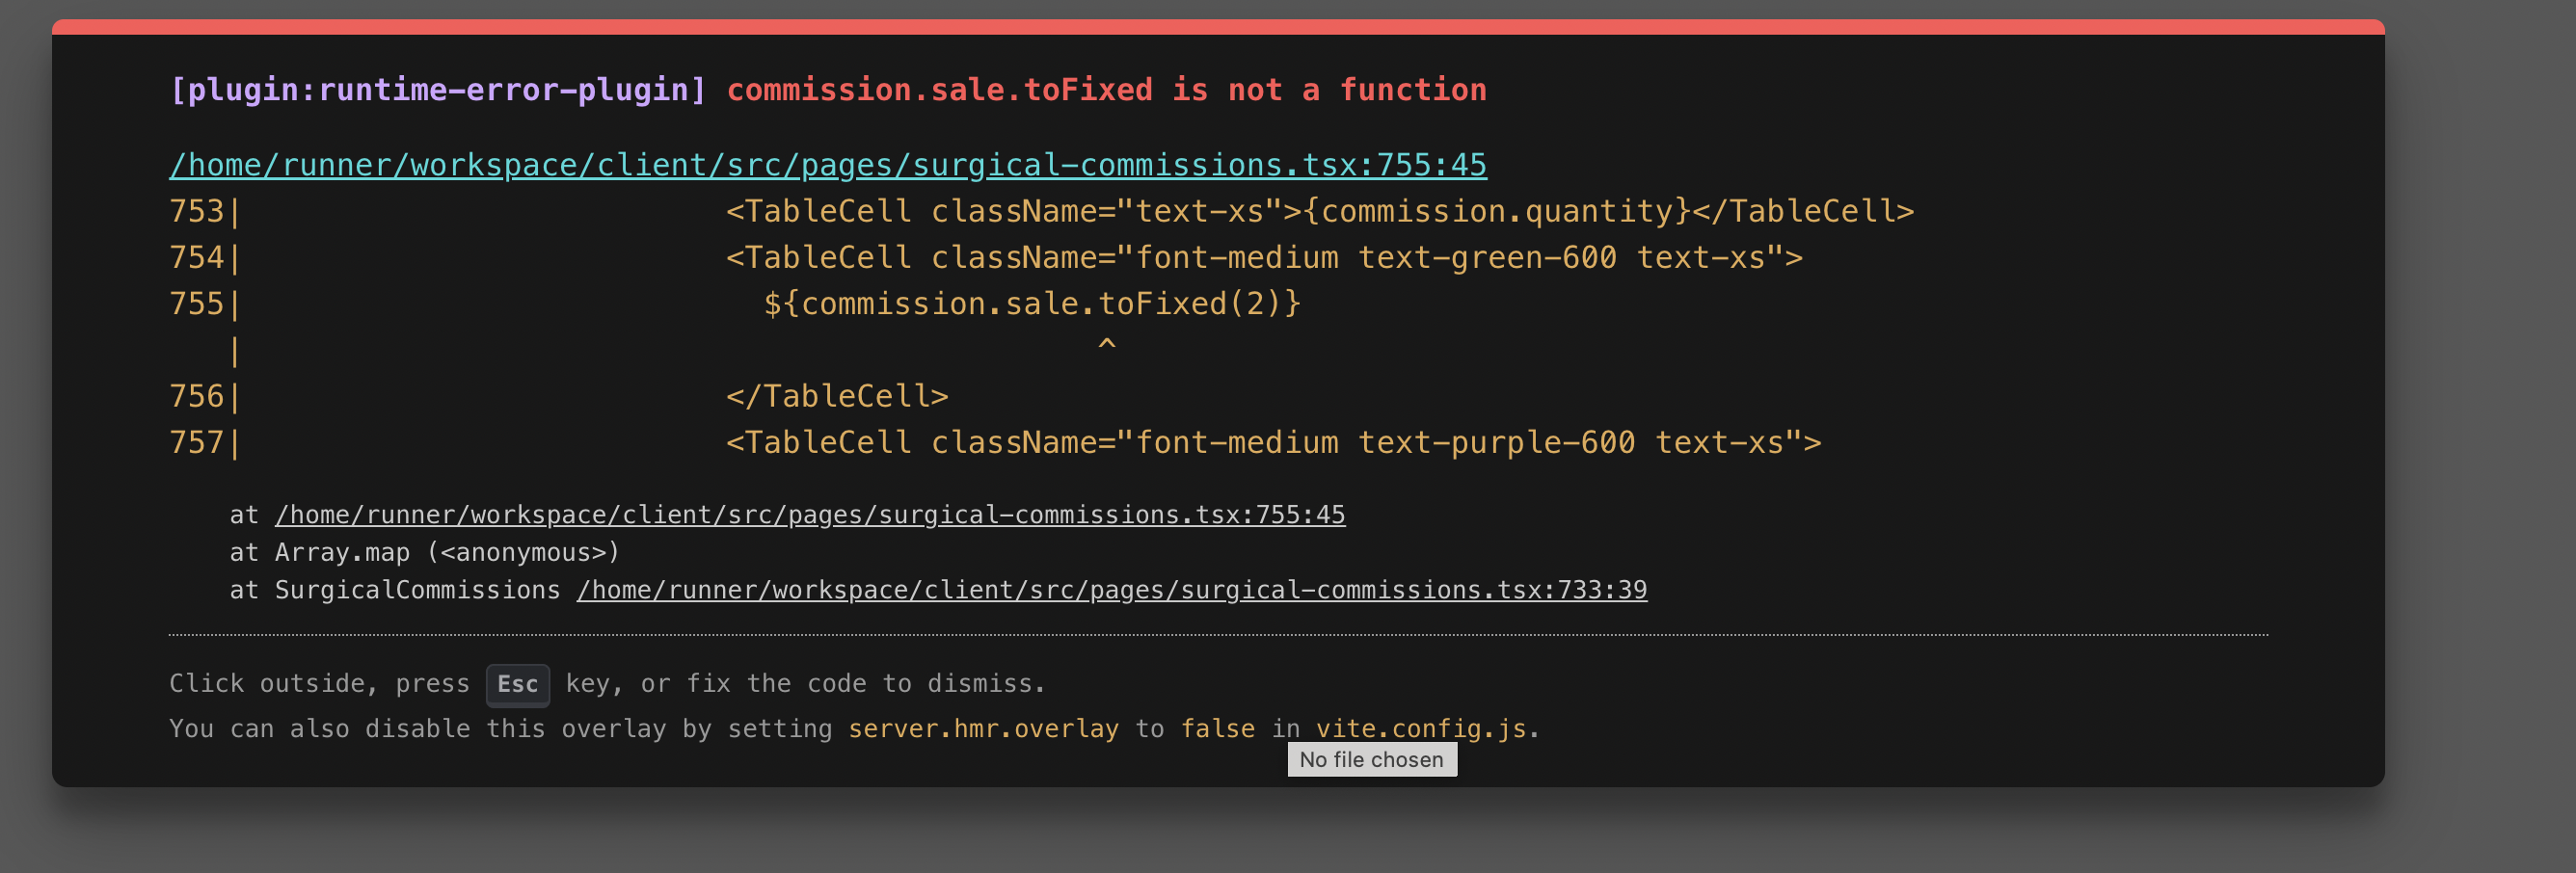 [plugin:runtime-error-plugin] commission.sale.toFixed is not a function
/home/runner/workspace/client/src/pages/surgical-commissions.tsx:755:45
753|                          <TableCell className="text-xs">{commission.quantity}</TableCell>
754|                          <TableCell className="font-medium text-green-600 text-xs">
755|                            ${commission.sale.toFixed(2)}
   |                                              ^
756|                          </TableCell>
757|                          <TableCell className="font-medium text-purple-600 text-xs">
    at /home/runner/workspace/client/src/pages/surgical-commissions.tsx:755:45
    at Array.map (<anonymous>)
    at SurgicalCommissions /home/runner/workspace/client/src/pages/surgical-commissions.tsx:733:39
Click outside, press Esc key, or fix the code to dismiss.
You can also disable this overlay by setting server.hmr.overlay to false in vite.config.js.
No file chosen